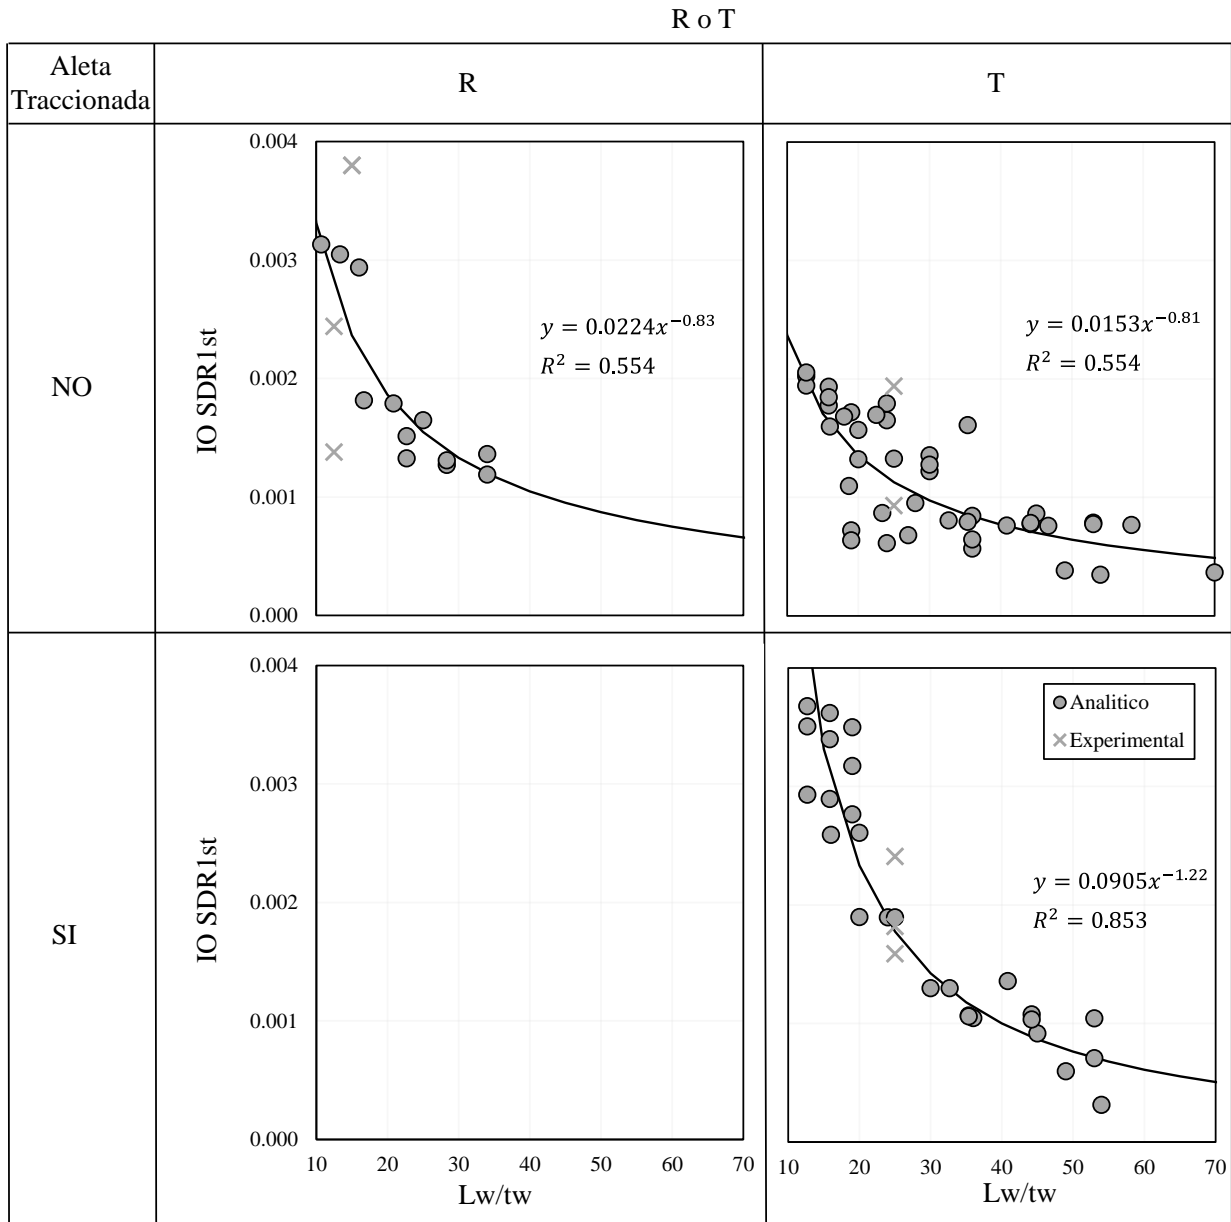 R o T
Aleta
Traccionada
R
T
NO
IO SDR1st
0.004
0.003
0.002
0.001
0.000
y = 0.0224x^{-0.83}
R² = 0.554
y = 0.0153x^{-0.81}
R² = 0.554
SI
IO SDR1st
0.004
0.003
0.002
0.001
0.000
10 20 30 40 50 60 70
Lw/tw
Analitico
Experimental
y = 0.0905x^{-1.22}
R² = 0.853
10 20 30 40 50 60 70
Lw/tw